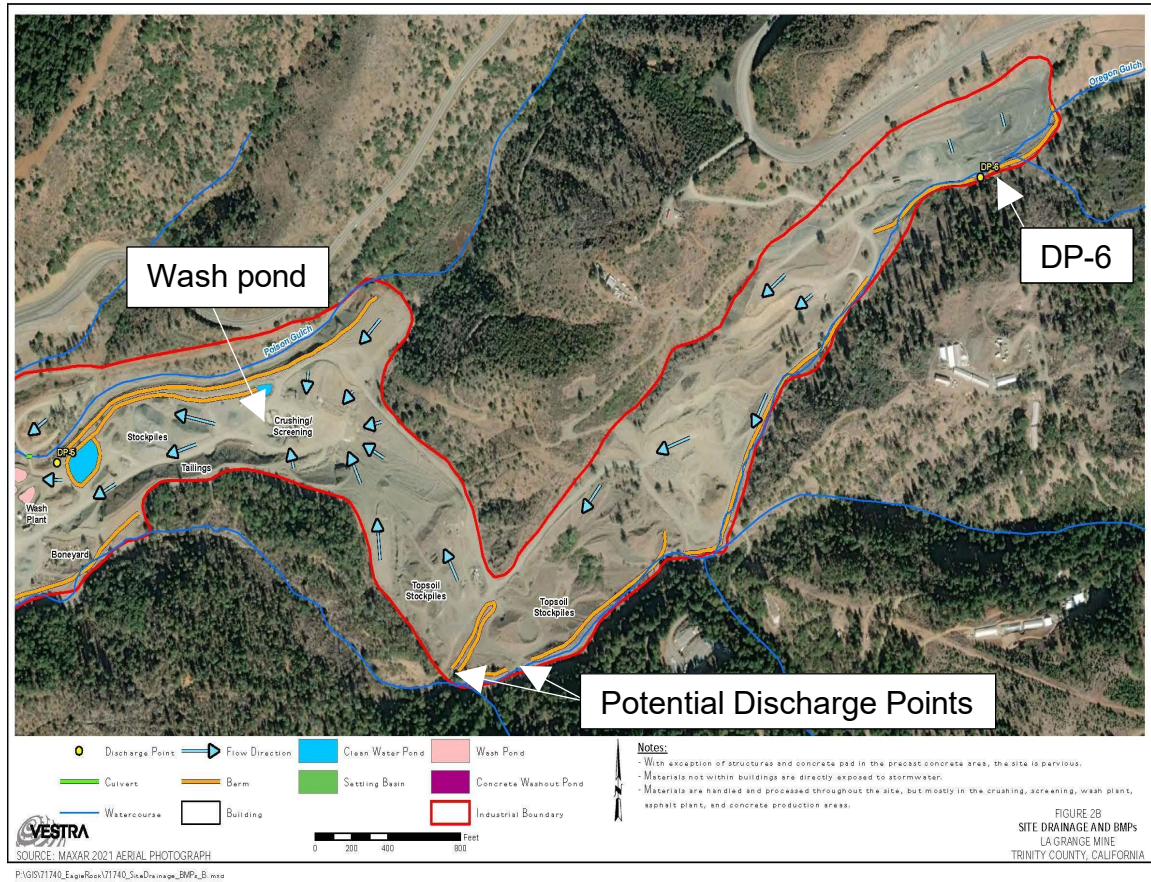 Oregon Gulch
DP-6
DP-6
Wash pond
Poison Gulch
Crushing/
Screening
Stockpiles
DP-5
Tailings
Wash
Plant
Boneyard
Topsoil
Stockpiles
Topsoil
Stockpiles
Potential Discharge Points
Discharge Point
Flow Direction
Clean Water Pond
Wash Pond
Culvert
Berm
Settling Basin
Concrete Washout Pond
Watercourse
Building
Industrial Boundary
N
Notes:
- With exception of structures and concrete pad in the precast concrete area, the site is pervious.
- Materials not within buildings are directly exposed to stormwater.
- Materials are handled and processed throughout the site, but mostly in the crushing, screening, wash plant,
asphalt plant, and concrete production areas.
VESTRA
SOURCE: MAXAR 2021 AERIAL PHOTOGRAPH
Feet
0 200 400 800
FIGURE 2B
SITE DRAINAGE AND BMPs
LA GRANGE MINE
TRINITY COUNTY, CALIFORNIA
P:\GIS\71740_EagleRock\71740_SiteDrainage_BMPs_B.mxd